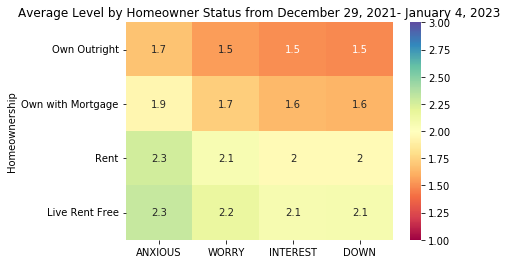 Average Level by Homeowner Status from December 29, 2021- January 4, 2023
Homeownership
Own Outright 1.7 1.5 1.5 1.5
Own with Mortgage 1.9 1.7 1.6 1.6
Rent 2.3 2.1 2 2
Live Rent Free 2.3 2.2 2.1 2.1
ANXIOUS WORRY INTEREST DOWN
3.00
2.75
2.50
2.25
2.00
1.75
1.50
1.25
1.00